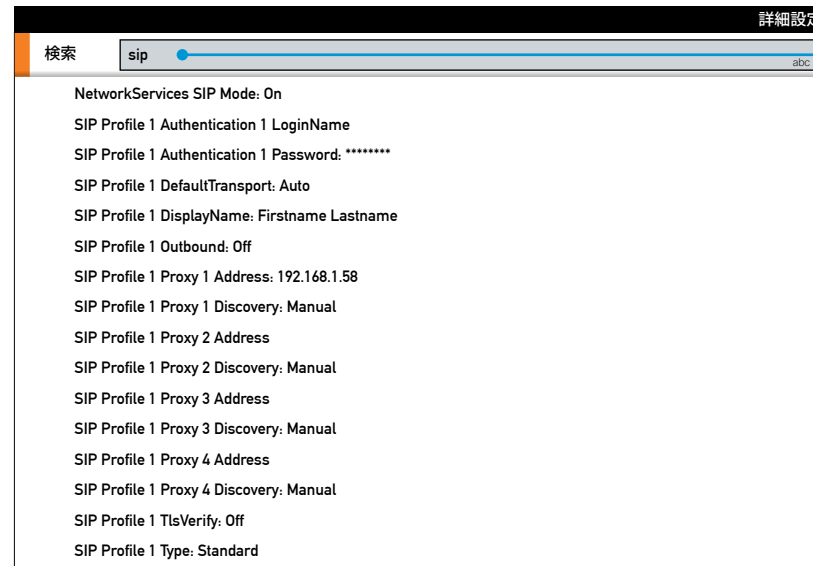 詳細設定
検索 sip
abc
NetworkServices SIP Mode: On
SIP Profile 1 Authentication 1 LoginName
SIP Profile 1 Authentication 1 Password: ********
SIP Profile 1 DefaultTransport: Auto
SIP Profile 1 DisplayName: Firstname Lastname
SIP Profile 1 Outbound: Off
SIP Profile 1 Proxy 1 Address: 192.168.1.58
SIP Profile 1 Proxy 1 Discovery: Manual
SIP Profile 1 Proxy 2 Address
SIP Profile 1 Proxy 2 Discovery: Manual
SIP Profile 1 Proxy 3 Address
SIP Profile 1 Proxy 3 Discovery: Manual
SIP Profile 1 Proxy 4 Address
SIP Profile 1 Proxy 4 Discovery: Manual
SIP Profile 1 TlsVerify: Off
SIP Profile 1 Type: Standard